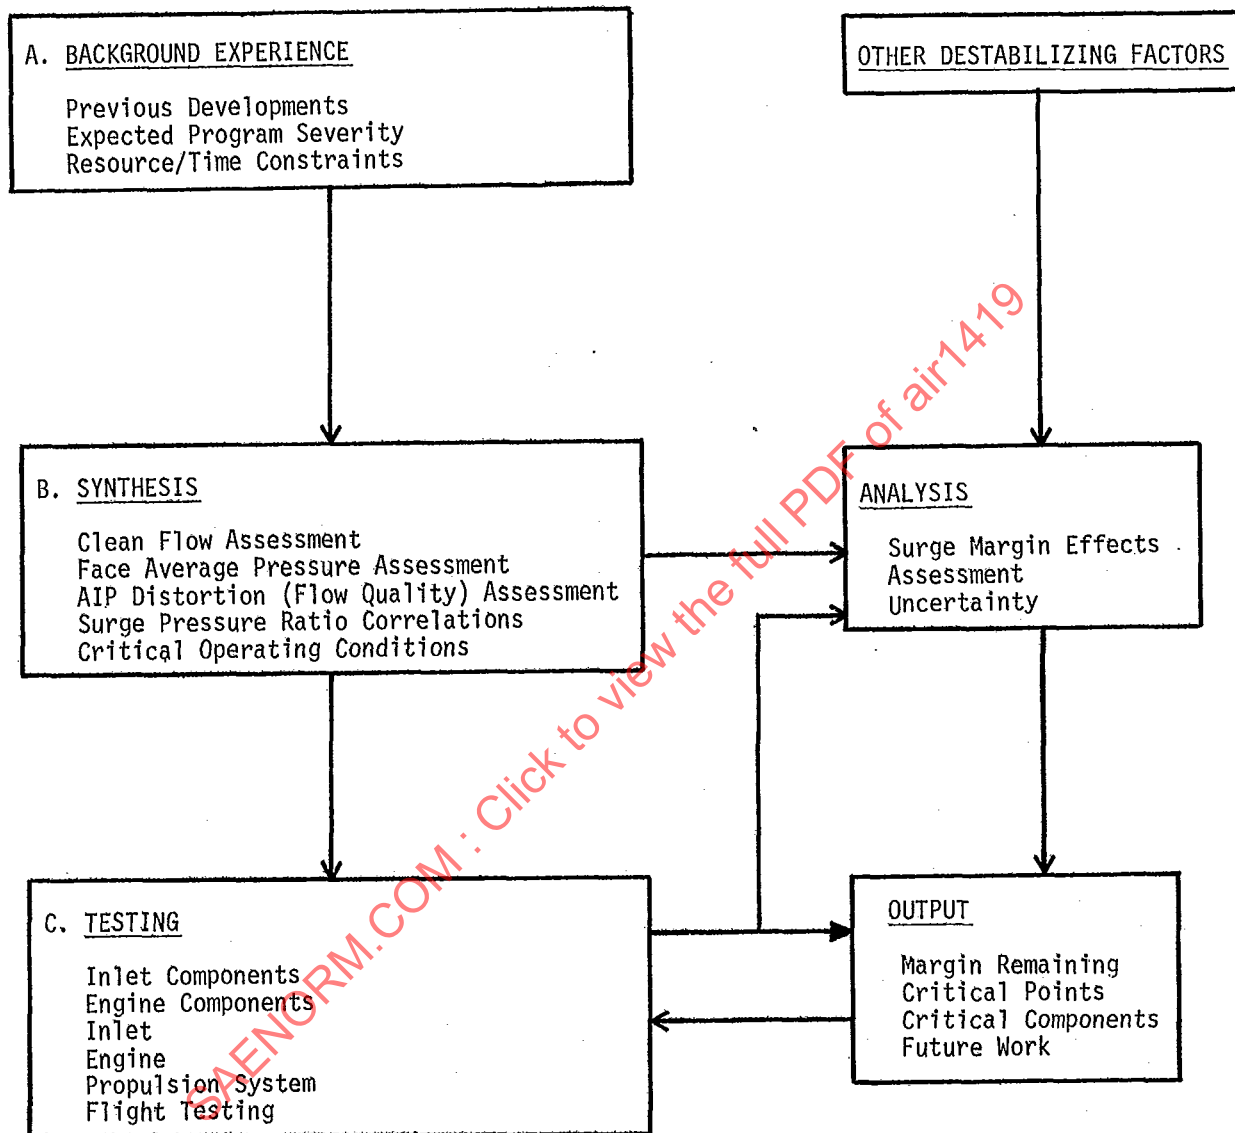 A. BACKGROUND EXPERIENCE
Previous Developments
Expected Program Severity
Resource/Time Constraints
OTHER DESTABILIZING FACTORS
B. SYNTHESIS
Clean Flow Assessment
Face Average Pressure Assessment
AIP Distortion (Flow Quality) Assessment
Surge Pressure Ratio Correlations
Critical Operating Conditions
ANALYSIS
Surge Margin Effects
Assessment
Uncertainty
C. TESTING
Inlet Components
Engine Components
Inlet
Engine
Propulsion System
Flight Testing
OUTPUT
Margin Remaining
Critical Points
Critical Components
Future Work
SAENORM.COM : Click to view the full PDF of air1419